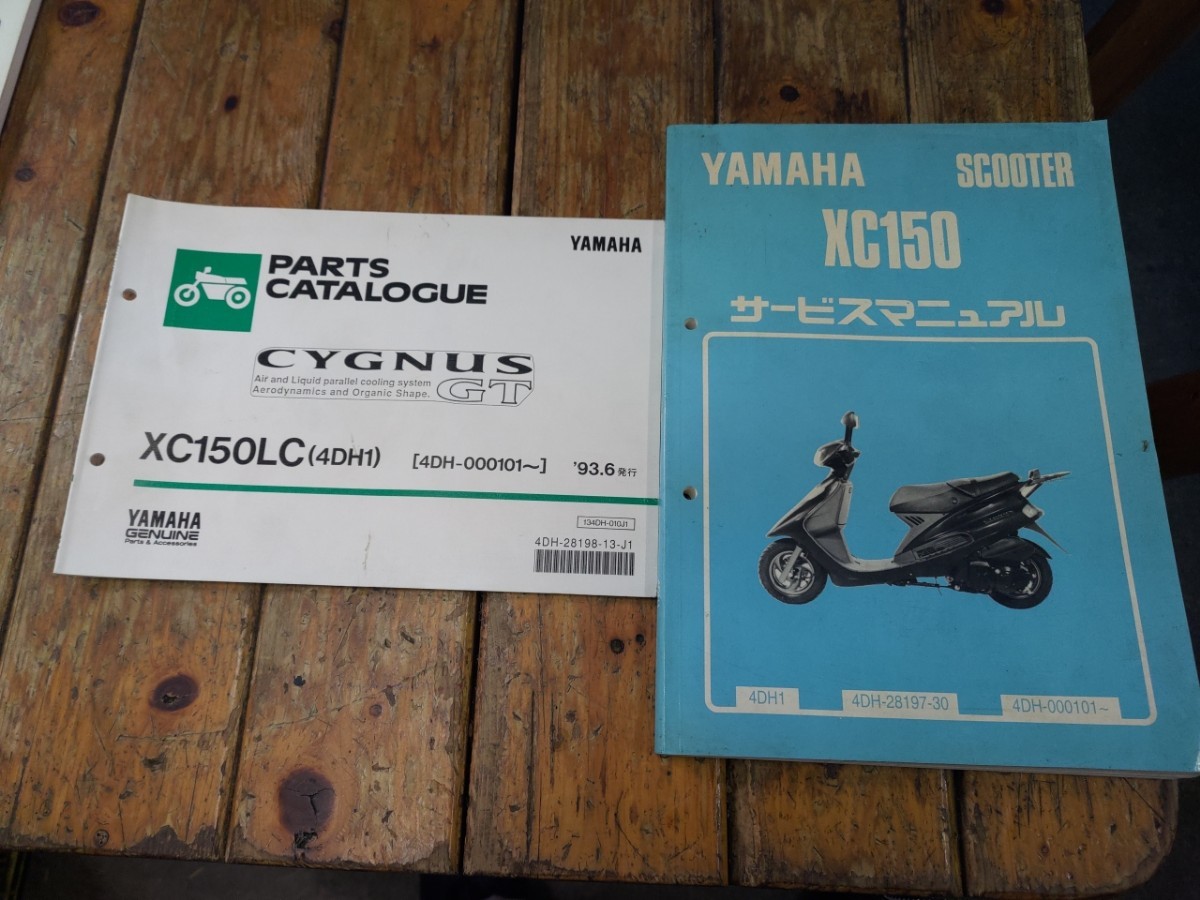 YAMAHA
PARTS
CATALOGUE
CYGNUS
GT
Air and Liquid parallel cooling system
Aerodynamics and Organic Shape.
XC150LC(4DH1) [4DH-000101~] '93.6発行
YAMAHA
GENUINE
Parts & Accessories
134DH-010J1
4DH-28198-13-J1
YAMAHA SCOOTER
XC150
サービスマニュアル
4DH1 4DH-28197-30 4DH-000101~